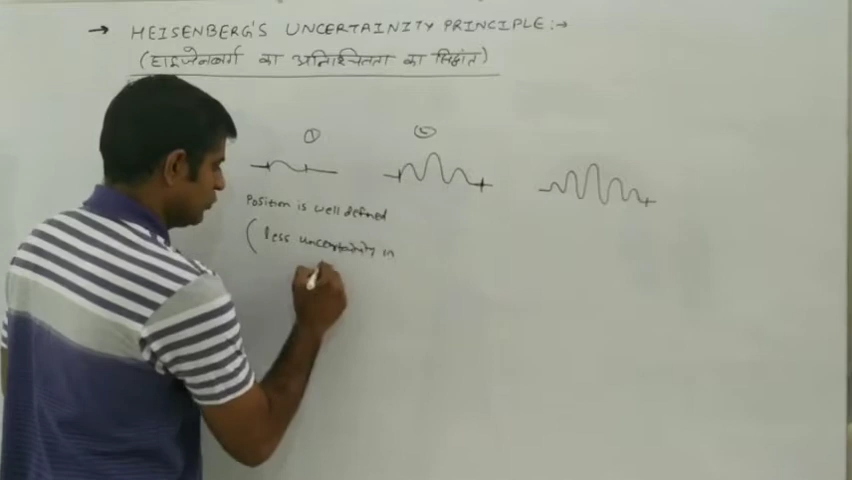 → HEISENBERG'S UNCERTAINITY PRINCIPLE :→
(हाइजेनबर्ग का अनिश्चितता का सिद्धांत)
① ②
Position is well defined
(less uncertainity in